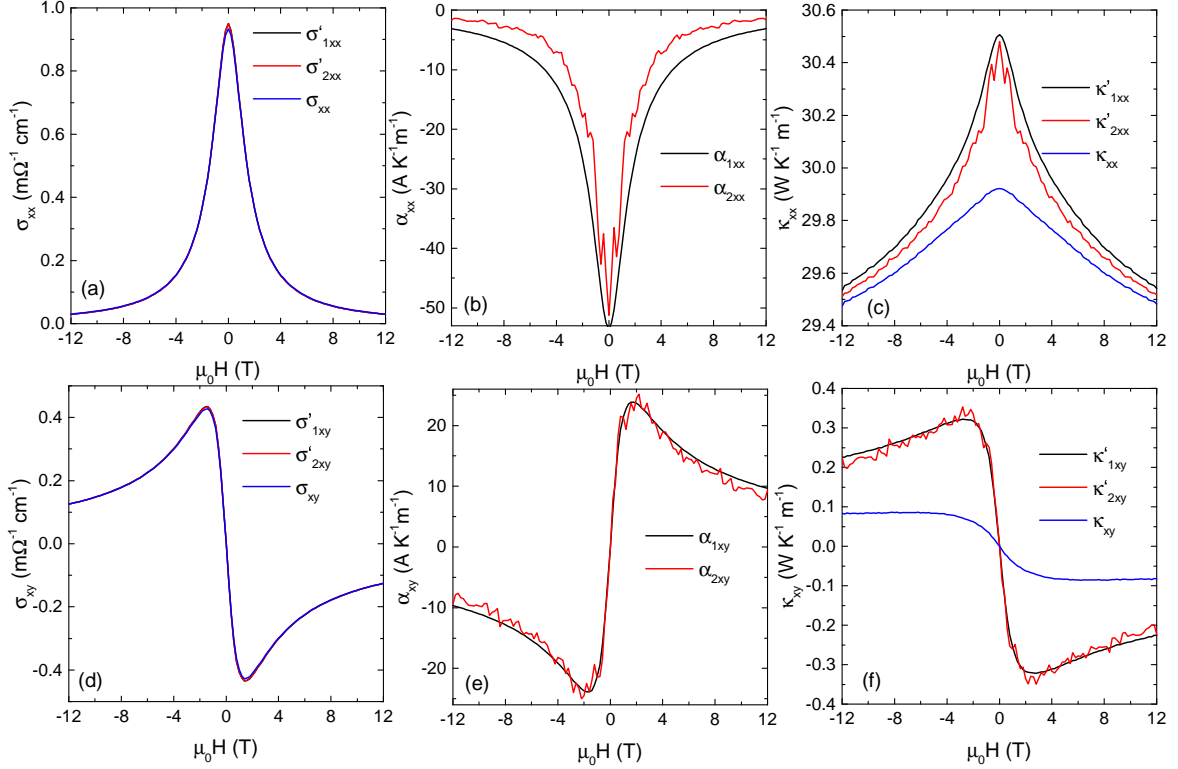 1.0
0.8
0.6
0.4
0.2
0.0
σxx (mΩ-1 cm-1)
σ‘1xx
σ'2xx
σxx
(a)
-12 -8 -4 0 4 8 12
μ0H (T)
0
-10
-20
-30
-40
-50
αxx (A K-1m-1)
α1xx
α2xx
(b)
-12 -8 -4 0 4 8 12
μ0H (T)
30.6
30.4
30.2
30.0
29.8
29.6
29.4
κxx (W K-1 m-1)
κ'1xx
κ'2xx
κxx
(c)
-12 -8 -4 0 4 8 12
μ0H (T)
0.4
0.2
0.0
-0.2
-0.4
σxy (mΩ-1 cm-1)
σ'1xy
σ‘2xy
σxy
(d)
-12 -8 -4 0 4 8 12
μ0H (T)
20
10
0
-10
-20
αxy (A K-1m-1)
α1xy
α2xy
(e)
-12 -8 -4 0 4 8 12
μ0H (T)
0.4
0.3
0.2
0.1
0.0
-0.1
-0.2
-0.3
-0.4
κxy (W K-1 m-1)
κ‘1xy
κ‘2xy
κxy
(f)
-12 -8 -4 0 4 8 12
μ0H (T)